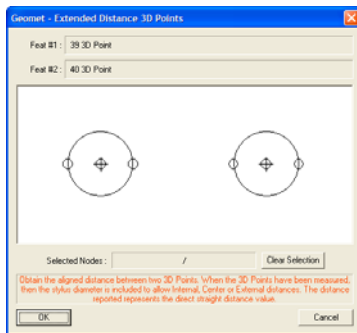 Geomet - Extended Distance 3D Points
Feat #1 : 39 3D Point
Feat #2 : 40 3D Point
Selected Nodes : / Clear Selection
Obtain the aligned distance between two 3D Points. When the 3D Points have been measured,
then the stylus diameter is included to allow Internal, Center or External distances. The distance
reported represents the direct straight distance value.
OK Cancel